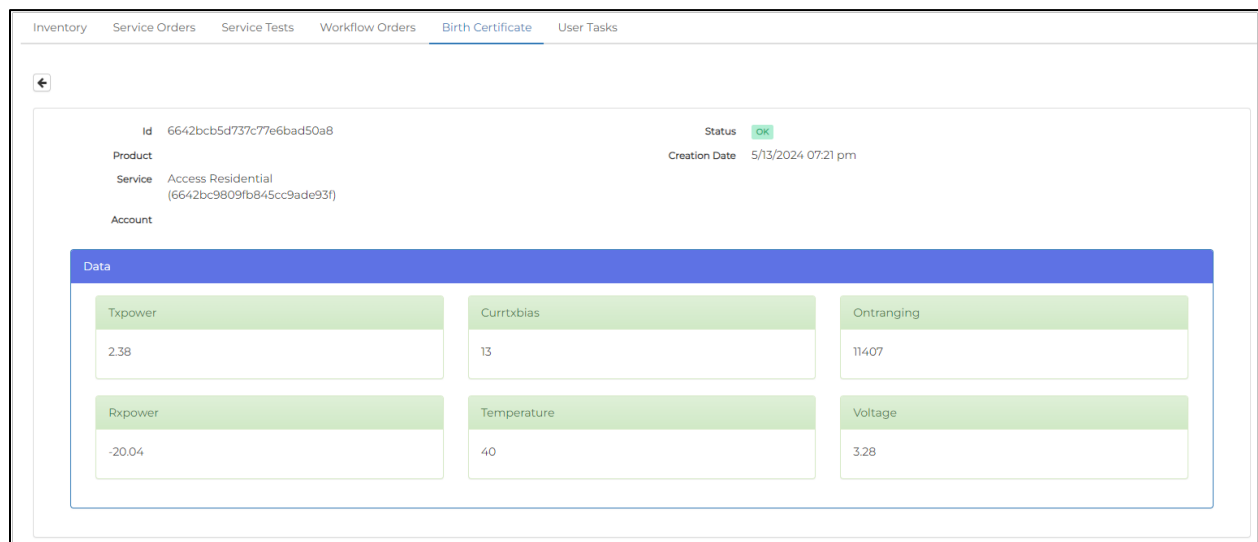 Inventory Service Orders Service Tests Workflow Orders Birth Certificate User Tasks
Id 6642bcb5d737c77e6bad50a8 Status OK
Product Creation Date 5/13/2024 07:21 pm
Service Access Residential
(6642bc9809fb845cc9ade93f)
Account
Data
Txpower Currtxbias Ontranging
2.38 13 11407
Rxpower Temperature Voltage
-20.04 40 3.28